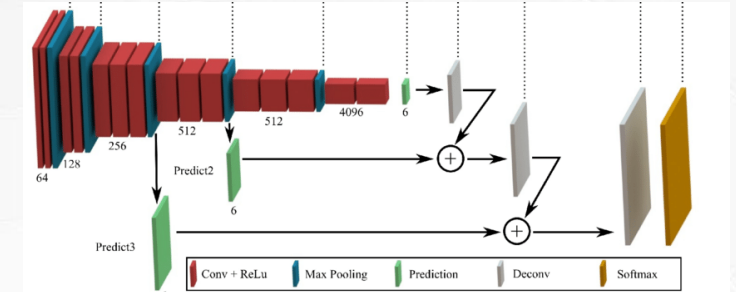 64
128
256
512
512
4096
6
Predict2
6
Predict3
+
+
Conv + ReLu
Max Pooling
Prediction
Deconv
Softmax